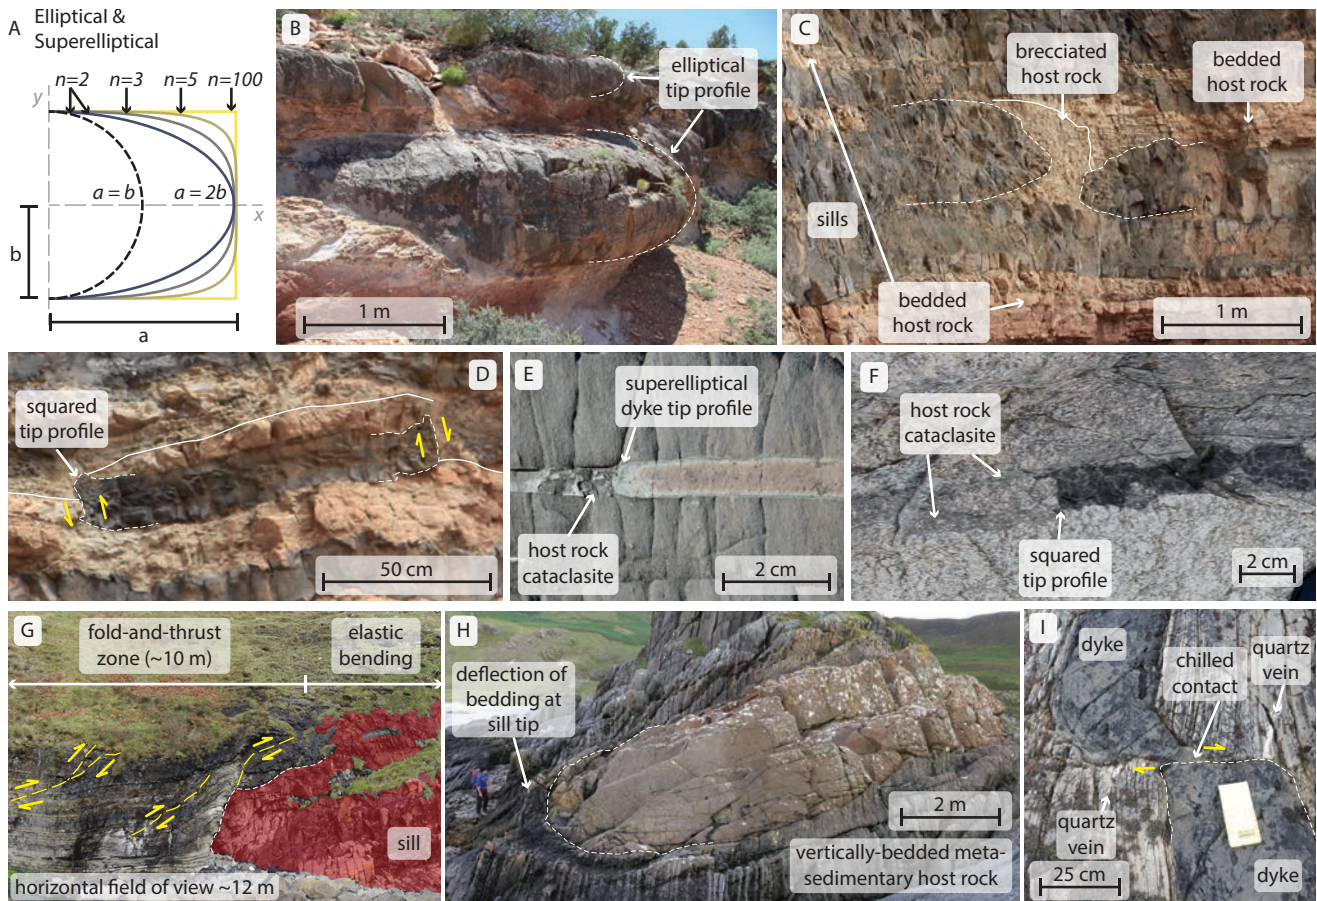 A
Elliptical &
Superelliptical
n=2
n=3
n=5
n=100
y
a = b
a = 2b
x
b
a
B
elliptical
tip profile
1 m
C
brecciated
host rock
bedded
host rock
sills
bedded
host rock
1 m
D
squared
tip profile
50 cm
E
superelliptical
dyke tip profile
host rock
cataclasite
2 cm
F
host rock
cataclasite
squared
tip profile
2 cm
G
fold-and-thrust
zone (~10 m)
elastic
bending
sill
horizontal field of view ~12 m
H
deflection of
bedding at
sill tip
2 m
vertically-bedded meta-
sedimentary host rock
I
dyke
chilled
contact
quartz
vein
quartz
vein
25 cm
dyke